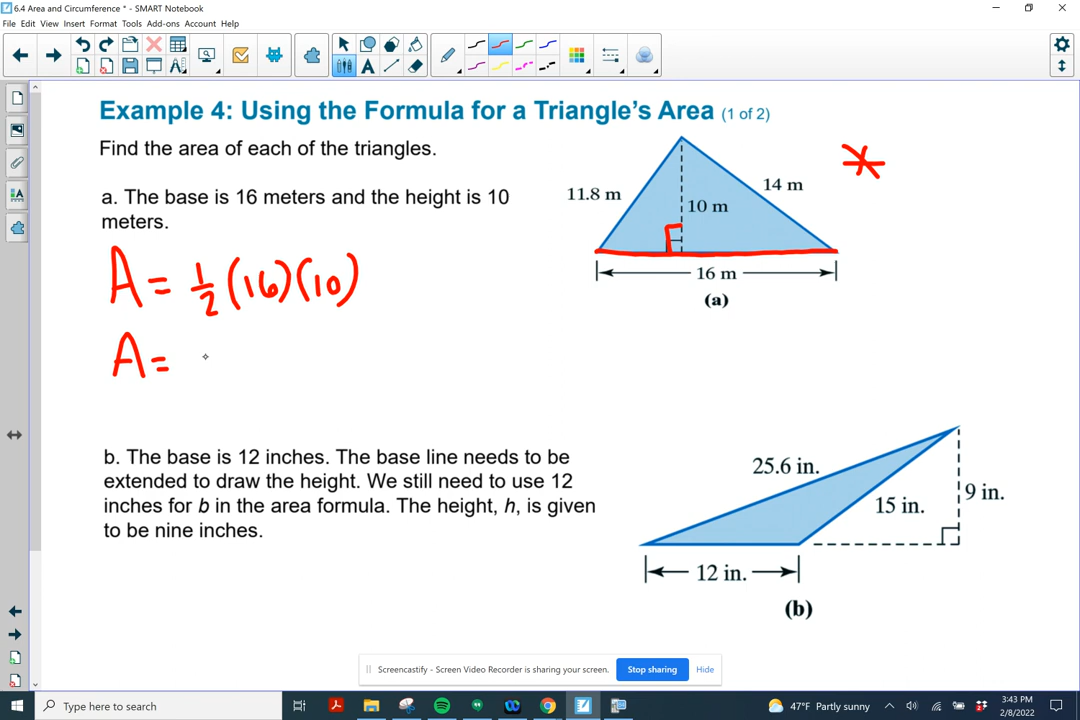 6.4 Area and Circumference * - SMART Notebook
File Edit View Insert Format Tools Add-ons Account Help
Example 4: Using the Formula for a Triangle's Area (1 of 2)
Find the area of each of the triangles.
a. The base is 16 meters and the height is 10
meters.
11.8 m
14 m
10 m
16 m
(a)
A = 1/2 (16)(10)
A =
b. The base is 12 inches. The base line needs to be
extended to draw the height. We still need to use 12
inches for b in the area formula. The height, h, is given
to be nine inches.
25.6 in.
15 in.
9 in.
12 in.
(b)
Screencastify - Screen Video Recorder is sharing your screen.
Stop sharing
Hide
Type here to search
47°F Partly sunny
3:43 PM
2/8/2022